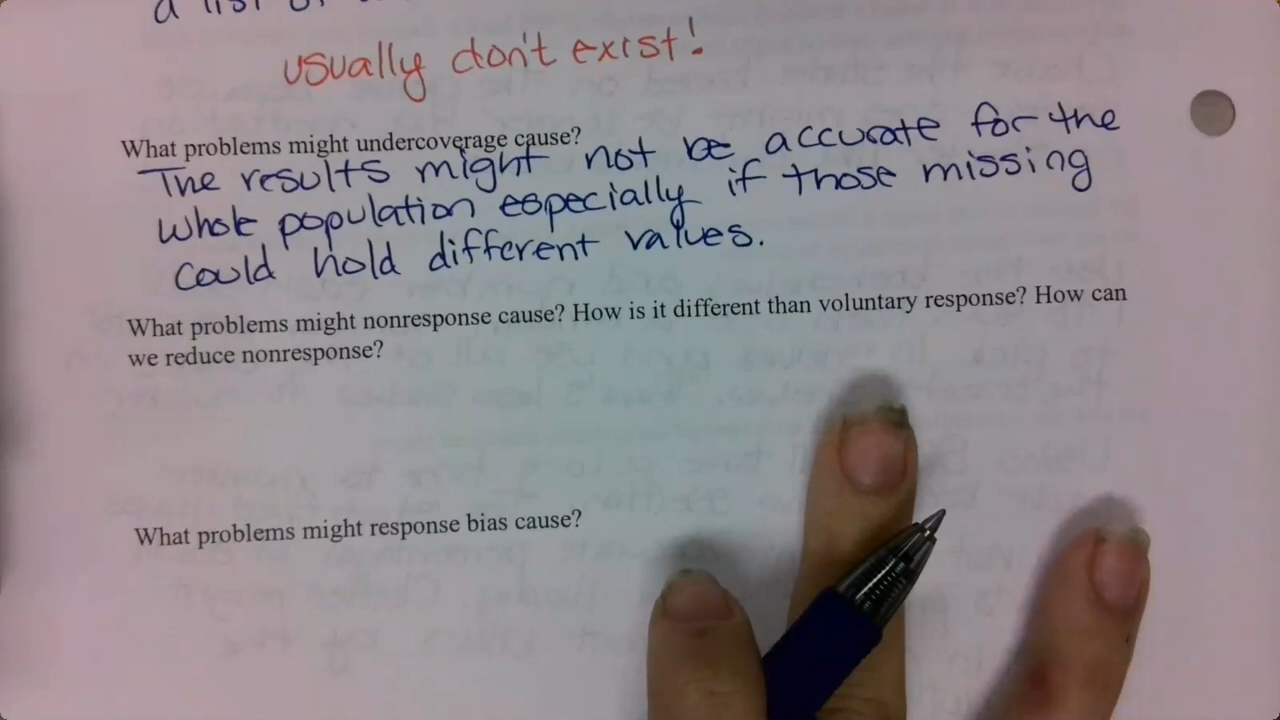 a list of
usually don't exist!
What problems might undercoverage cause?
The results might not be accurate for the
whole population especially if those missing
could hold different values.
What problems might nonresponse cause? How is it different than voluntary response? How can
we reduce nonresponse?
What problems might response bias cause?